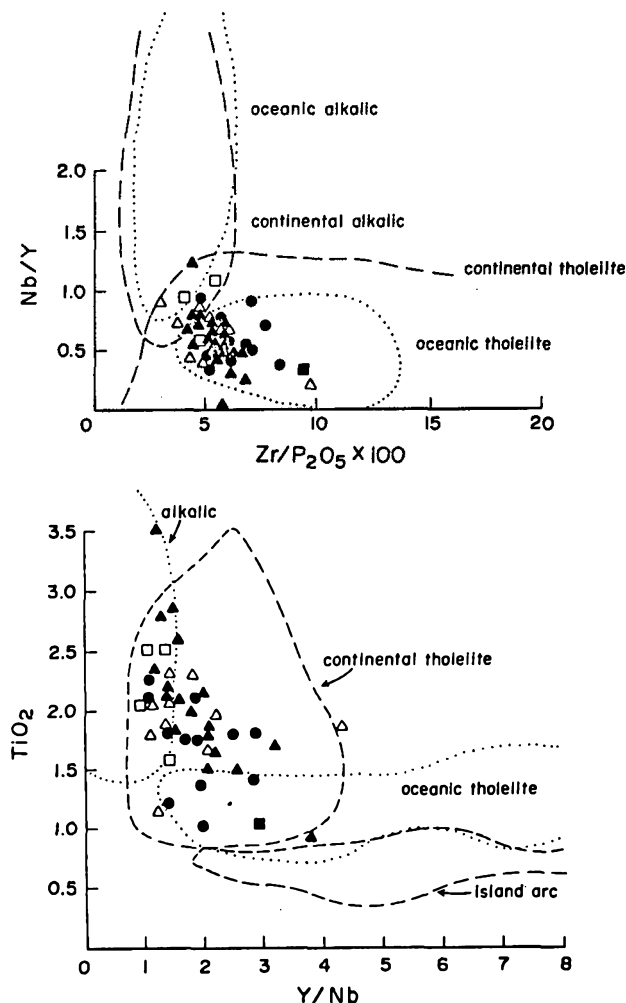 oceanic alkalic
2.0
continental alkalic
1.5
continental tholeiite
Nb/Y
1.0
0.5
oceanic tholeiite
0
0 5 10 15 20
Zr/P₂O₅ × 100
alkalic
3.5
3.0
2.5
continental tholeiite
TiO₂
2.0
1.5
oceanic tholeiite
1.0
0.5
Island arc
0 1 2 3 4 5 6 7 8
Y/Nb